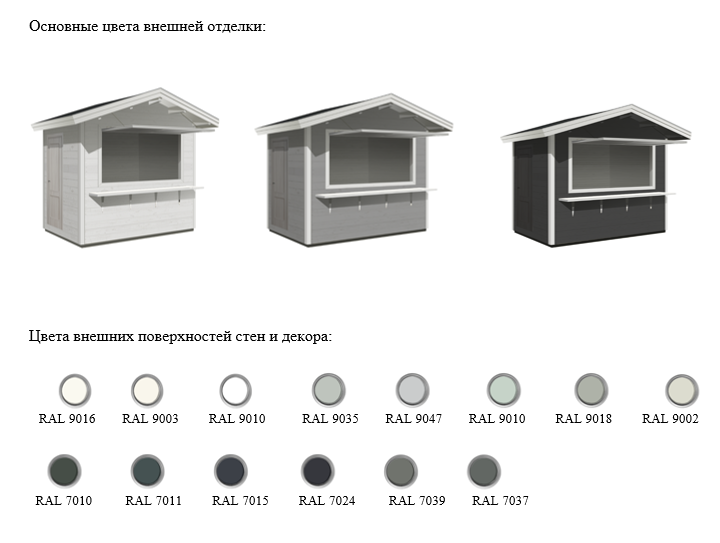 Основные цвета внешней отделки:
Цвета внешних поверхностей стен и декора:
RAL 9016 RAL 9003 RAL 9010 RAL 9035 RAL 9047 RAL 9010 RAL 9018 RAL 9002
RAL 7010 RAL 7011 RAL 7015 RAL 7024 RAL 7039 RAL 7037